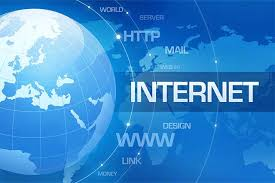 WORLD
SERVER
HTTP
MAIL
INTERNET
DESIGN
WWW
LINK
MONEY